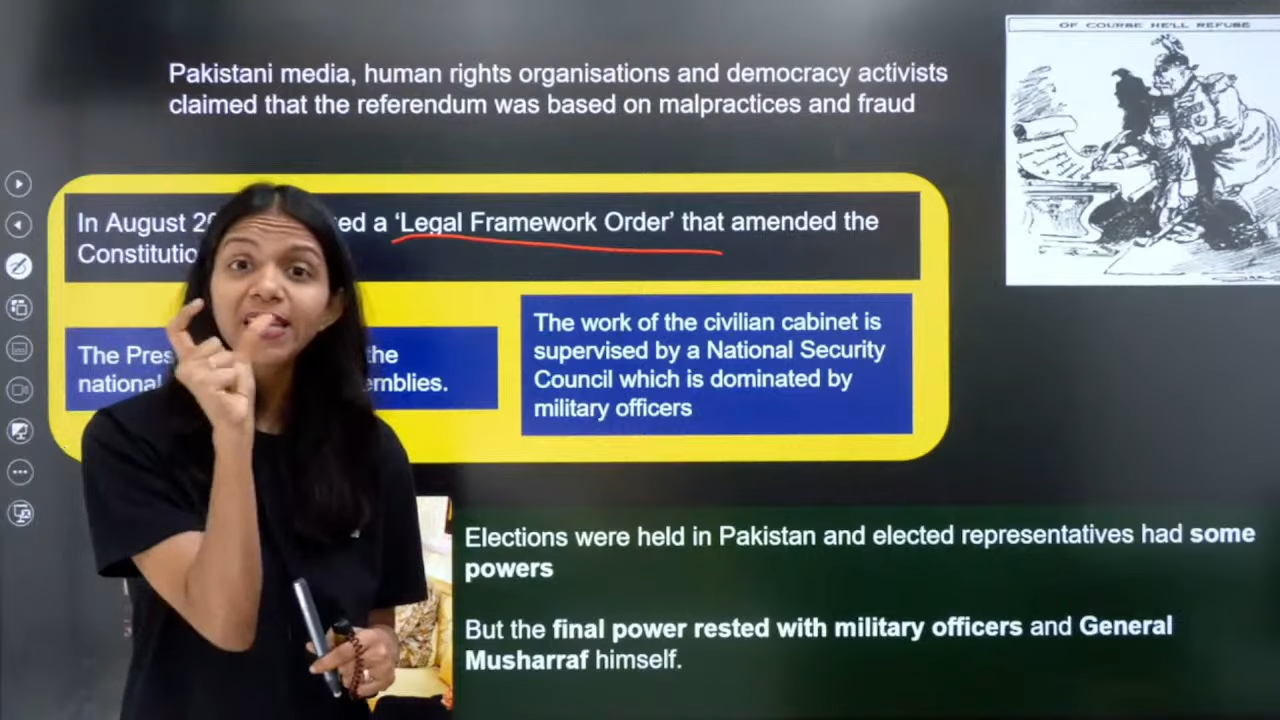 OF COURSE HE'LL REFUSE
Pakistani media, human rights organisations and democracy activists
claimed that the referendum was based on malpractices and fraud
In August ed a ‘Legal Framework Order’ that amended the
The the
national emblies.
The work of the civilian cabinet is
supervised by a National Security
Council which is dominated by
military officers
Elections were held in Pakistan and elected representatives had some
powers
But the final power rested with military officers and General
Musharraf himself.